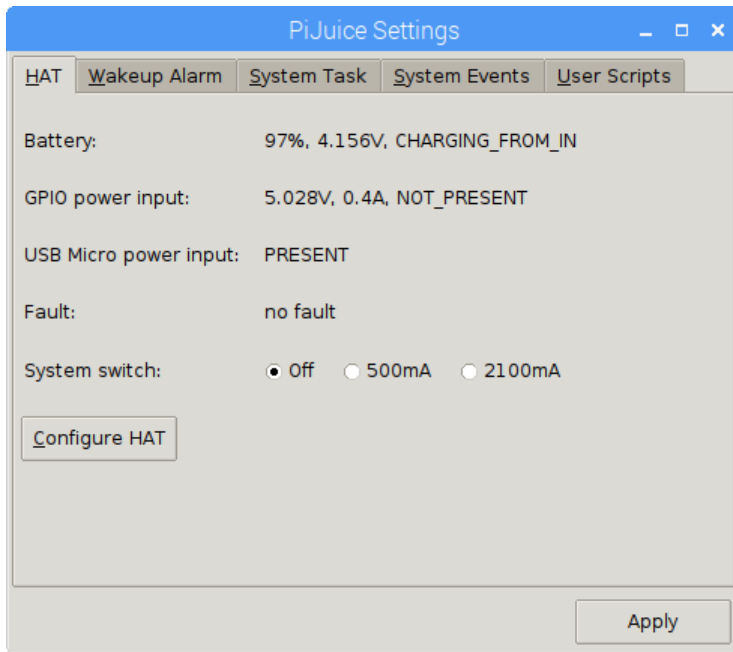 PiJuice Settings
HAT Wakeup Alarm System Task System Events User Scripts
Battery: 97%, 4.156V, CHARGING_FROM_IN
GPIO power input: 5.028V, 0.4A, NOT_PRESENT
USB Micro power input: PRESENT
Fault: no fault
System switch: Off 500mA 2100mA
Configure HAT
Apply